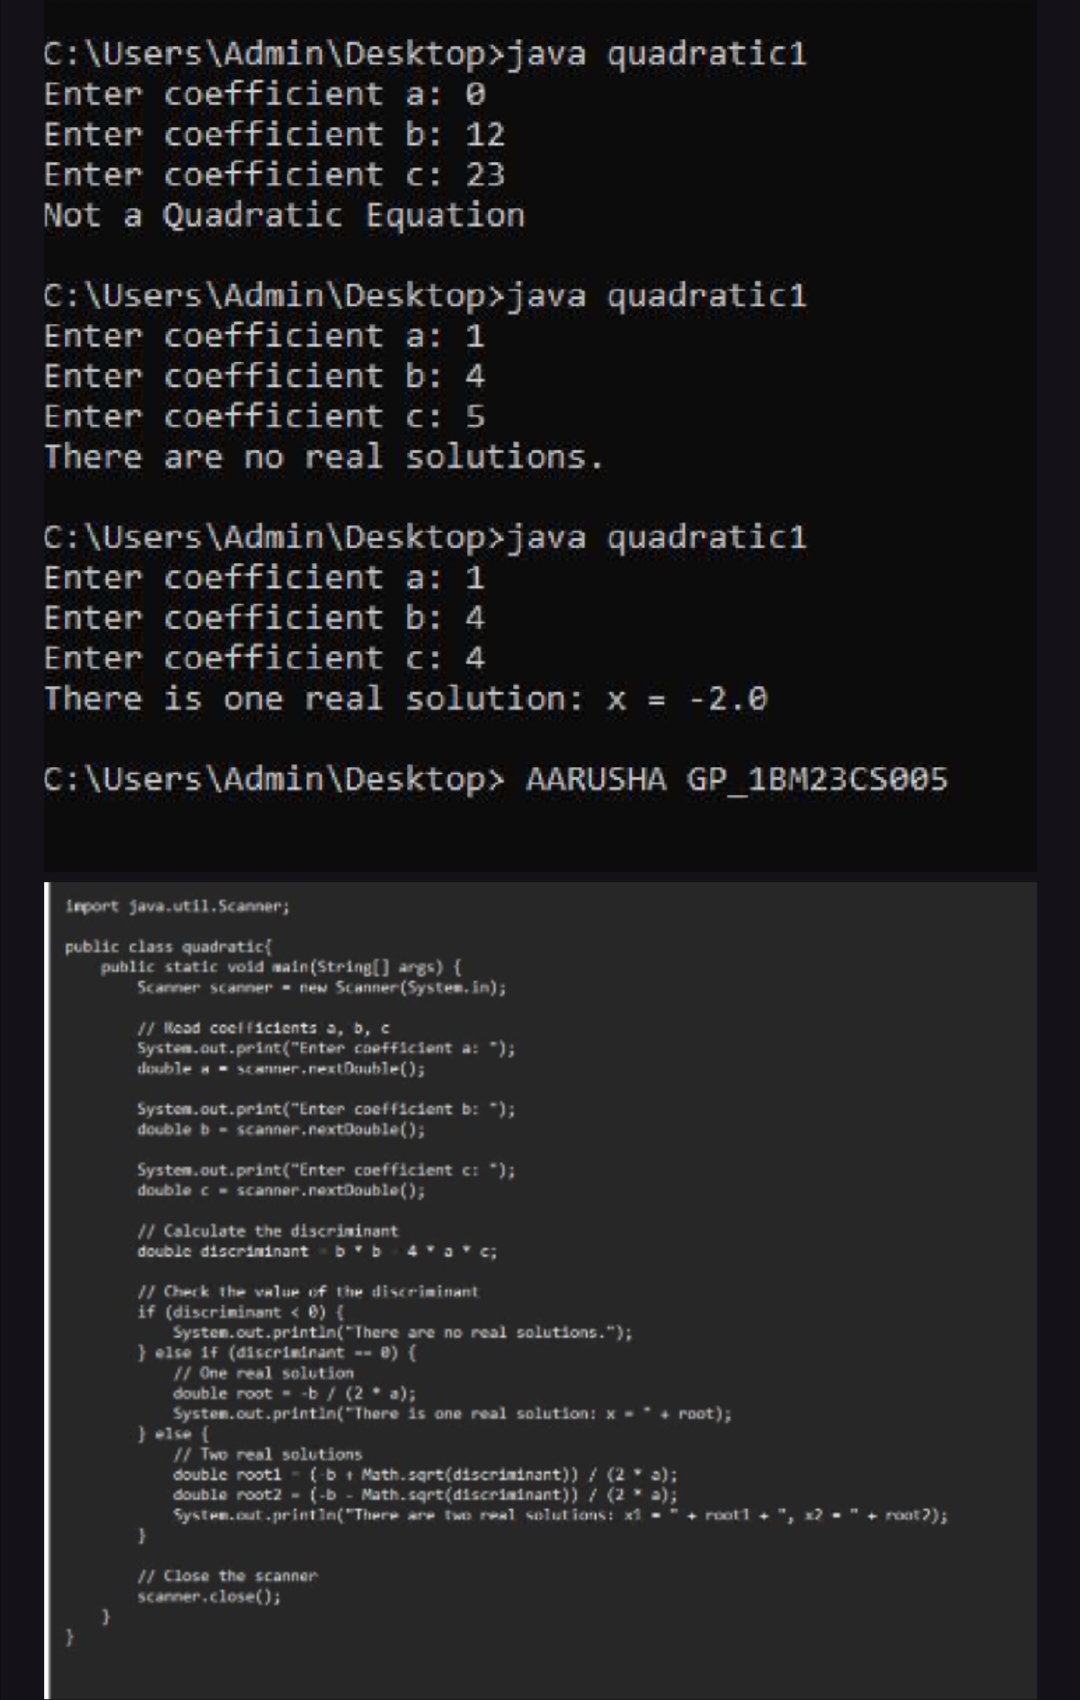 C:\Users\Admin\Desktop>java quadratic1
Enter coefficient a: 0
Enter coefficient b: 12
Enter coefficient c: 23
Not a Quadratic Equation
C:\Users\Admin\Desktop>java quadratic1
Enter coefficient a: 1
Enter coefficient b: 4
Enter coefficient c: 5
There are no real solutions.
C:\Users\Admin\Desktop>java quadratic1
Enter coefficient a: 1
Enter coefficient b: 4
Enter coefficient c: 4
There is one real solution: x = -2.0
C:\Users\Admin\Desktop> AARUSHA GP_1BM23CS005
import java.util.Scanner;
public class quadratic{
public static void main(String[] args) {
Scanner scanner = new Scanner(System.in);
// Read coefficients a, b, c
System.out.print("Enter coefficient a: ");
double a = scanner.nextDouble();
System.out.print("Enter coefficient b: ");
double b = scanner.nextDouble();
System.out.print("Enter coefficient c: ");
double c = scanner.nextDouble();
// Calculate the discriminant
double discriminant = b * b - 4 * a * c;
// Check the value of the discriminant
if (discriminant < 0) {
System.out.println("There are no real solutions.");
} else if (discriminant == 0) {
// One real solution
double root = -b / (2 * a);
System.out.println("There is one real solution: x = " + root);
} else {
// Two real solutions
double root1 = (-b + Math.sqrt(discriminant)) / (2 * a);
double root2 = (-b - Math.sqrt(discriminant)) / (2 * a);
System.out.println("There are two real solutions: x1 = " + root1 + ", x2 = " + root2);
}
// Close the scanner
scanner.close();
}
}